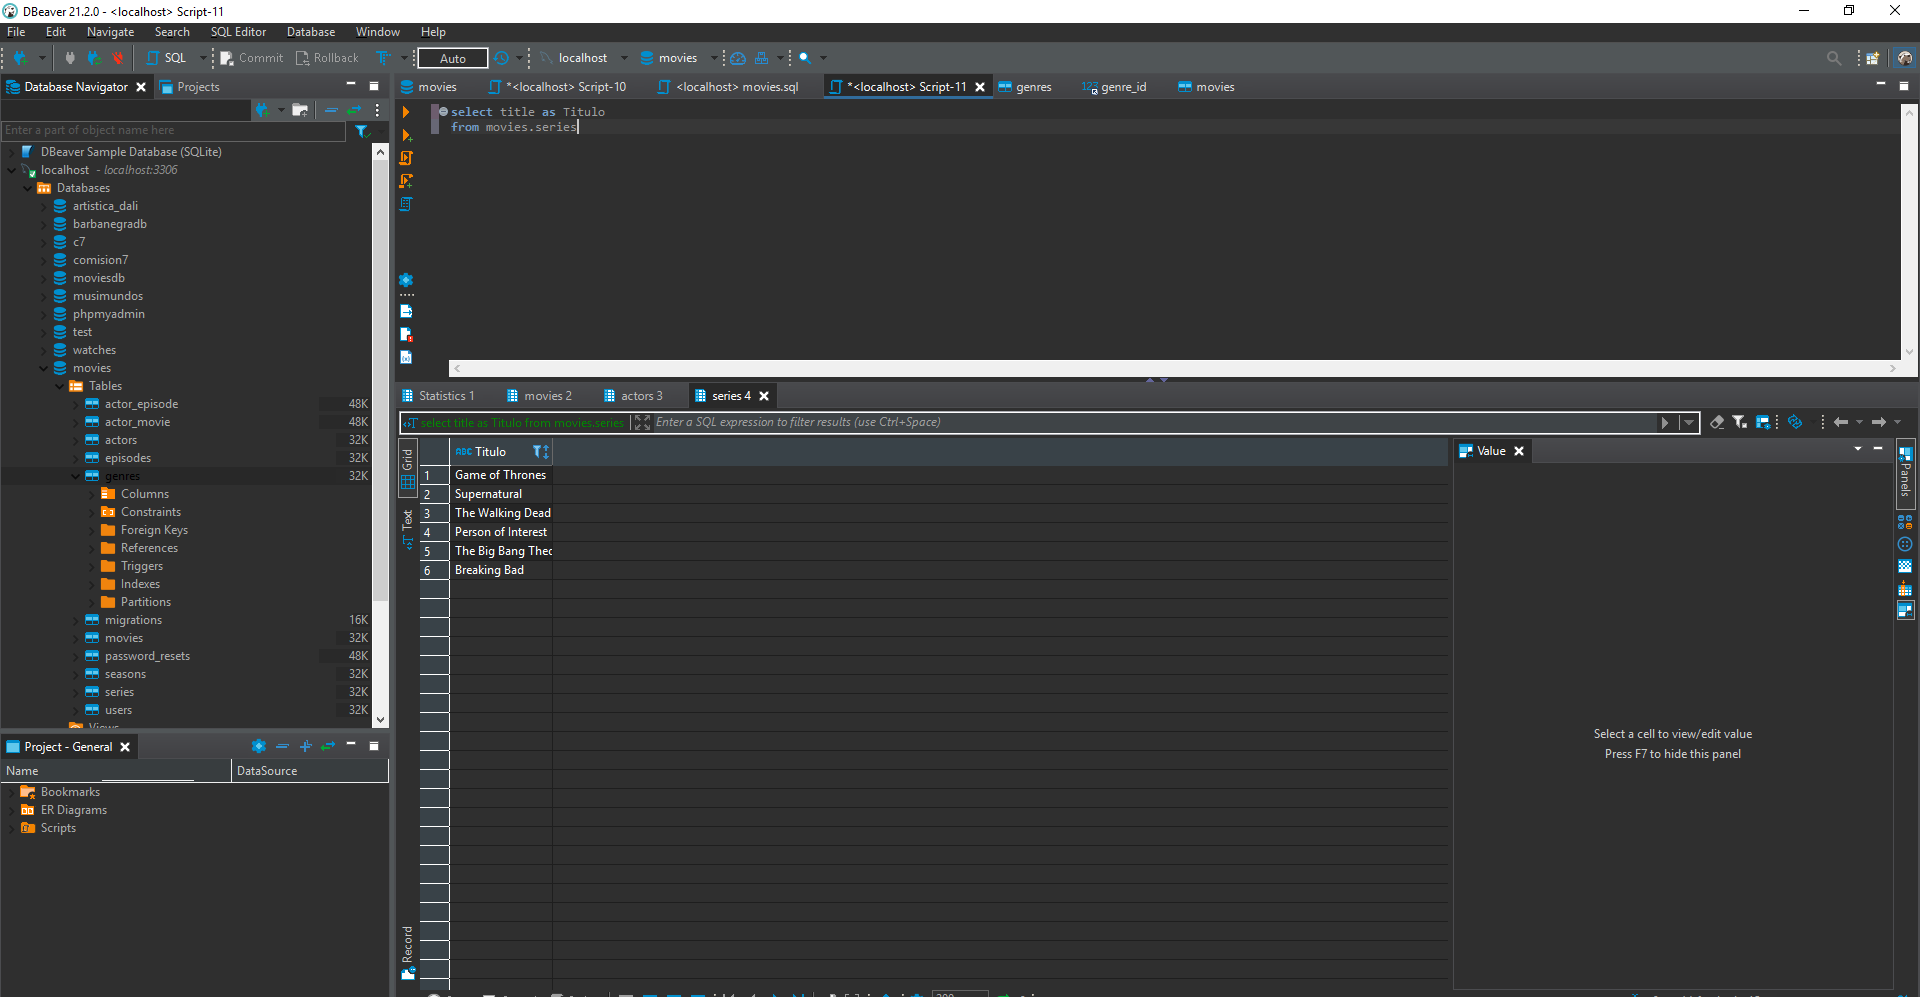 DBeaver 21.2.0 - <localhost> Script-11
File Edit Navigate Search SQL Editor Database Window Help
SQL Commit Rollback Auto localhost movies
Database Navigator Projects
Enter a part of object name here
DBeaver Sample Database (SQLite)
localhost - localhost:3306
Databases
artistica_dali
barbanegradb
c7
comision7
moviesdb
musimundos
phpmyadmin
test
watches
movies
Tables
actor_episode 48K
actor_movie 48K
actors 32K
episodes 32K
genres 32K
Columns
Constraints
Foreign Keys
References
Triggers
Indexes
Partitions
migrations 16K
movies 32K
password_resets 48K
seasons 32K
series 32K
users 32K
Views
Project - General
Name DataSource
Bookmarks
ER Diagrams
Scripts
movies *<localhost> Script-10 <localhost> movies.sql *<localhost> Script-11 genres genre_id movies
select title as Titulo
from movies.series
Statistics 1 movies 2 actors 3 series 4
select title as Titulo from movies.series Enter a SQL expression to filter results (use Ctrl+Space)
Grid
Text
Record
ABC Titulo
1 Game of Thrones
2 Supernatural
3 The Walking Dead
4 Person of Interest
5 The Big Bang Theo
6 Breaking Bad
Value
Select a cell to view/edit value
Press F7 to hide this panel
Panels